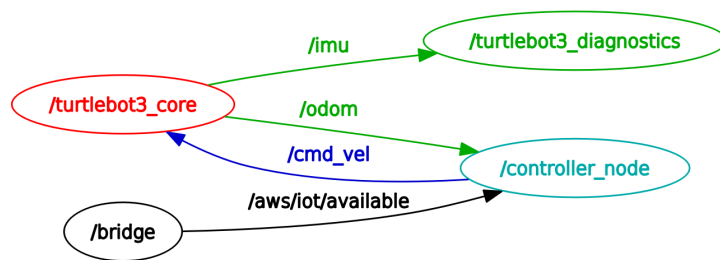 /imu
/turtlebot3_diagnostics
/turtlebot3_core
/odom
/cmd_vel
/controller_node
/aws/iot/available
/bridge